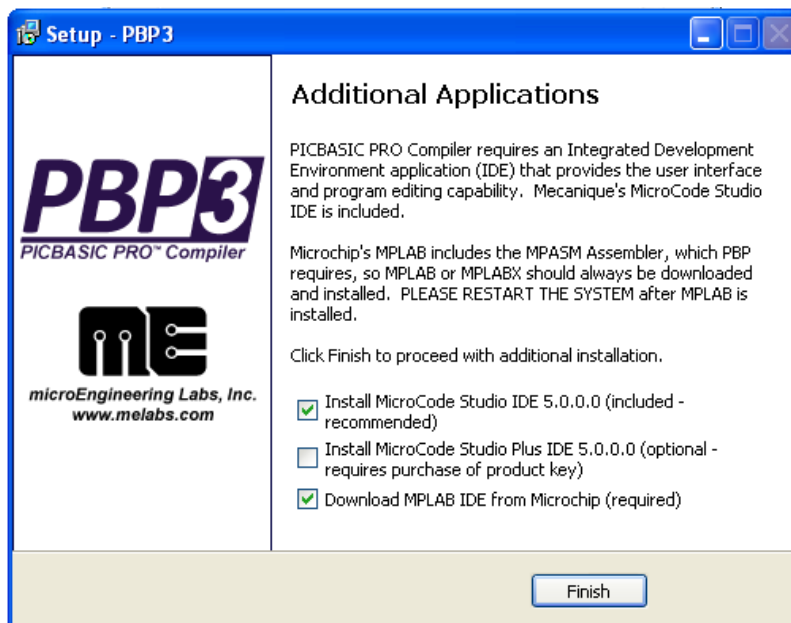 Setup - PBP3
PBP3
PICBASIC PRO™ Compiler
ME
microEngineering Labs, Inc.
www.melabs.com
Additional Applications
PICBASIC PRO Compiler requires an Integrated Development
Environment application (IDE) that provides the user interface
and program editing capability.  Mecanique's MicroCode Studio
IDE is included.
Microchip's MPLAB includes the MPASM Assembler, which PBP
requires, so MPLAB or MPLABX should always be downloaded
and installed.  PLEASE RESTART THE SYSTEM after MPLAB is
installed.
Click Finish to proceed with additional installation.
Install MicroCode Studio IDE 5.0.0.0 (included -
recommended)
Install MicroCode Studio Plus IDE 5.0.0.0 (optional -
requires purchase of product key)
Download MPLAB IDE from Microchip (required)
Finish